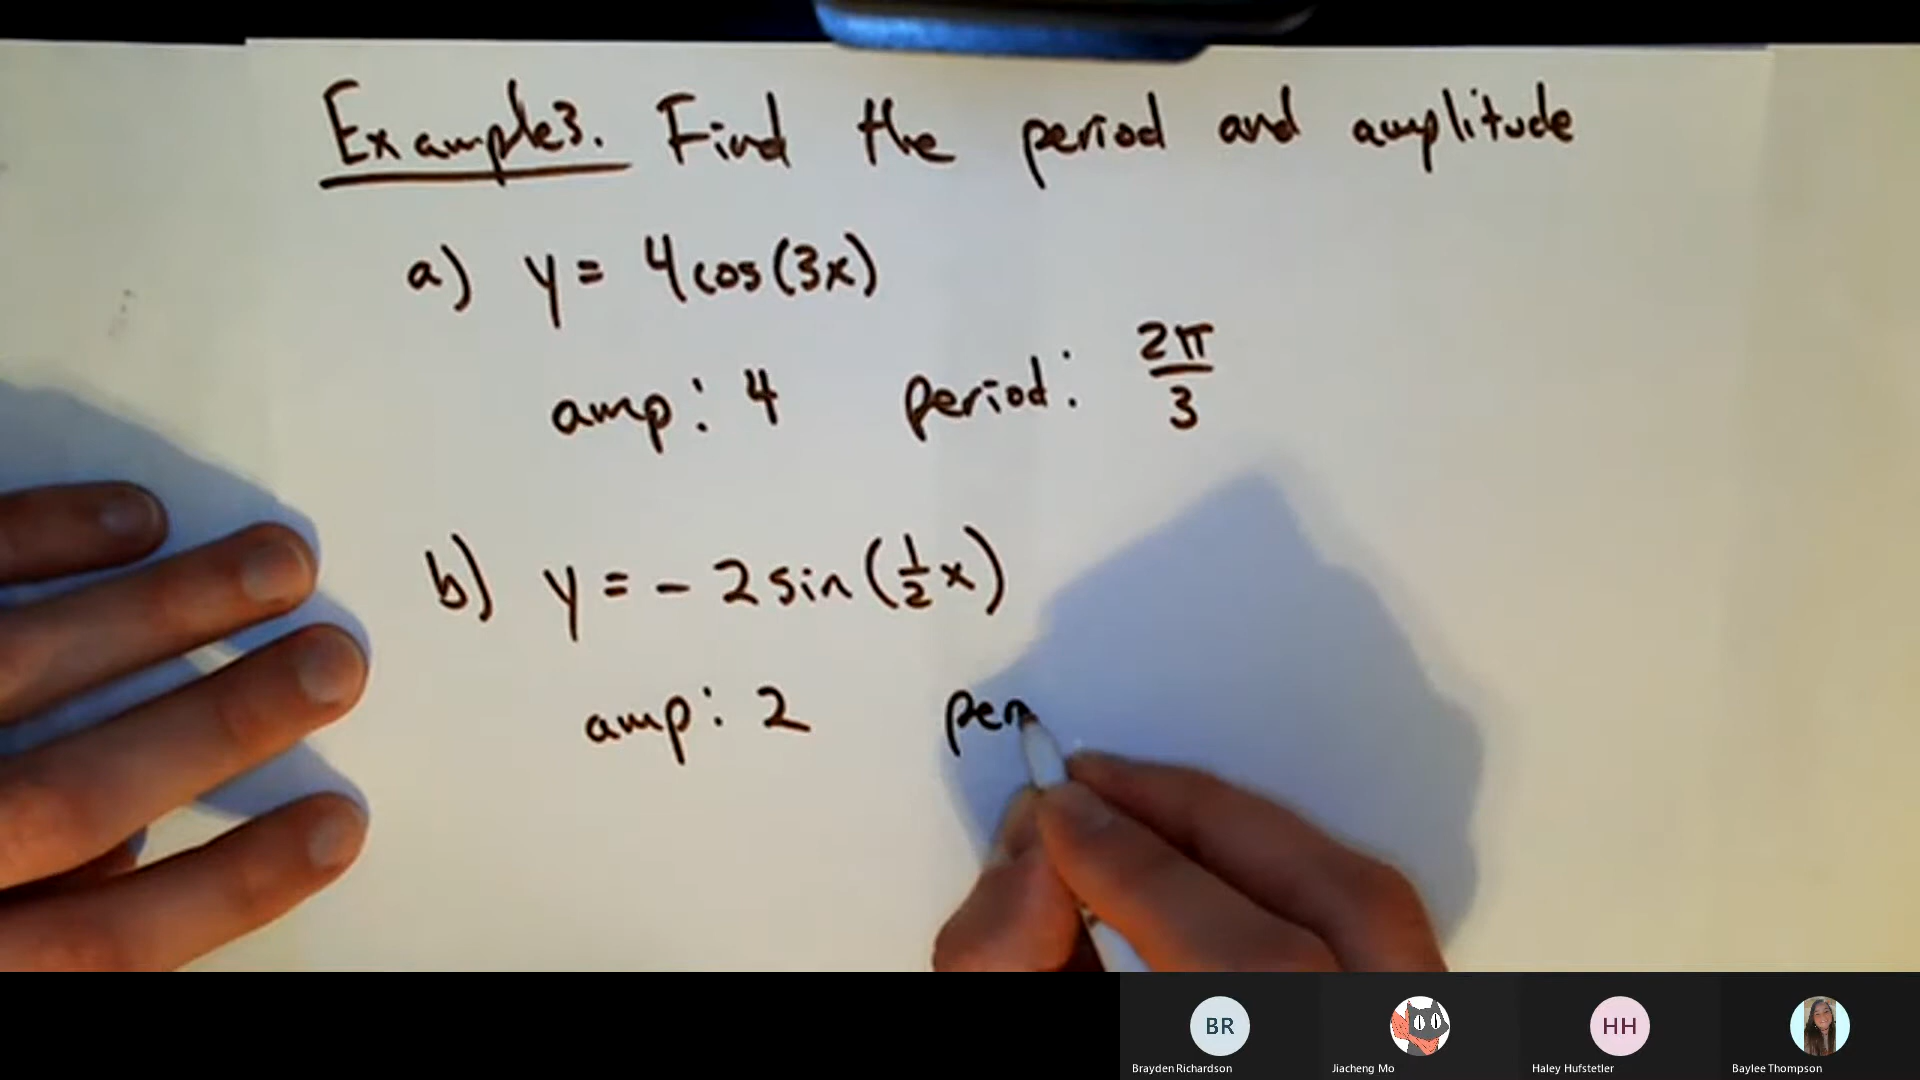 Example 3. Find the period and amplitude
a) y = 4cos(3x)
amp: 4 period: 2π/3
b) y = - 2sin(1/2x)
amp: 2 per
BR HH
Brayden Richardson Jiacheng Mo Haley Hufstetler Baylee Thompson